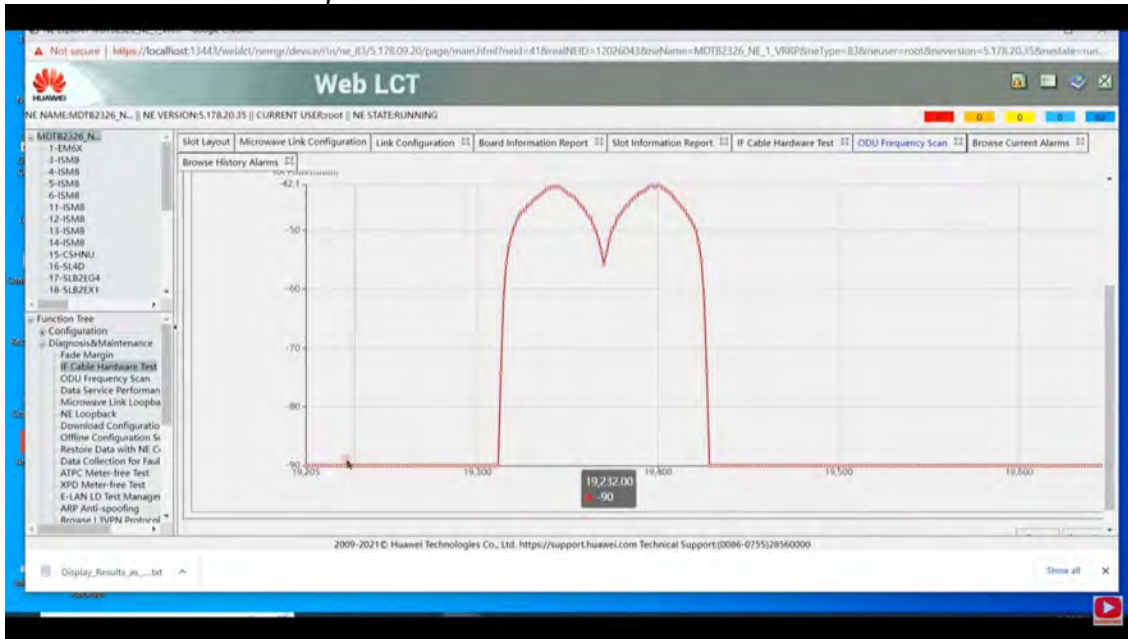 Not secure | https://localhost:13443/weblct/nemgr/device/rtn/ne_83/5.178.09.20/page/main.html?neid=41&realNEID=12026043&neName=MDTB2326_NE_1_VRRP&neType=83&neuser=root&neversion=5.178.20.35&nestate=run...
HUAWEI
Web LCT
NE NAME:MDTB2326_N... || NE VERSION:5.178.20.35 || CURRENT USER:root || NE STATE:RUNNING
0 0 0 62
MDTB2326_N...
1-EM6X
3-ISM8
4-ISM8
5-ISM8
6-ISM8
11-ISM8
12-ISM8
13-ISM8
14-ISM8
15-CSHNU
16-SL4D
17-SLB2EG4
18-SLB2EX1
Function Tree
Configuration
Diagnosis&Maintenance
Fade Margin
IF Cable Hardware Test
ODU Frequency Scan
Data Service Performan
Microwave Link Loopba
NE Loopback
Download Configuratio
Offline Configuration
Restore Data with NE
Data Collection for Faul
ATPC Meter-free Test
XPD Meter-free Test
E-LAN LD Test Manager
ARP Anti-spoofing
Browse L3VPN Protocol
Slot Layout Microwave Link Configuration Link Configuration Board Information Report Slot Information Report IF Cable Hardware Test ODU Frequency Scan Browse Current Alarms
Browse History Alarms
-42.1
-50
-60
-70
-80
-90
19,205 19,300 19,400 19,500 19,600
19,232.00
-90
2009-2021© Huawei Technologies Co., Ltd. https://support.huawei.com Technical Support:(0086-0755)28560000
Display_Results_as_....txt
Show all